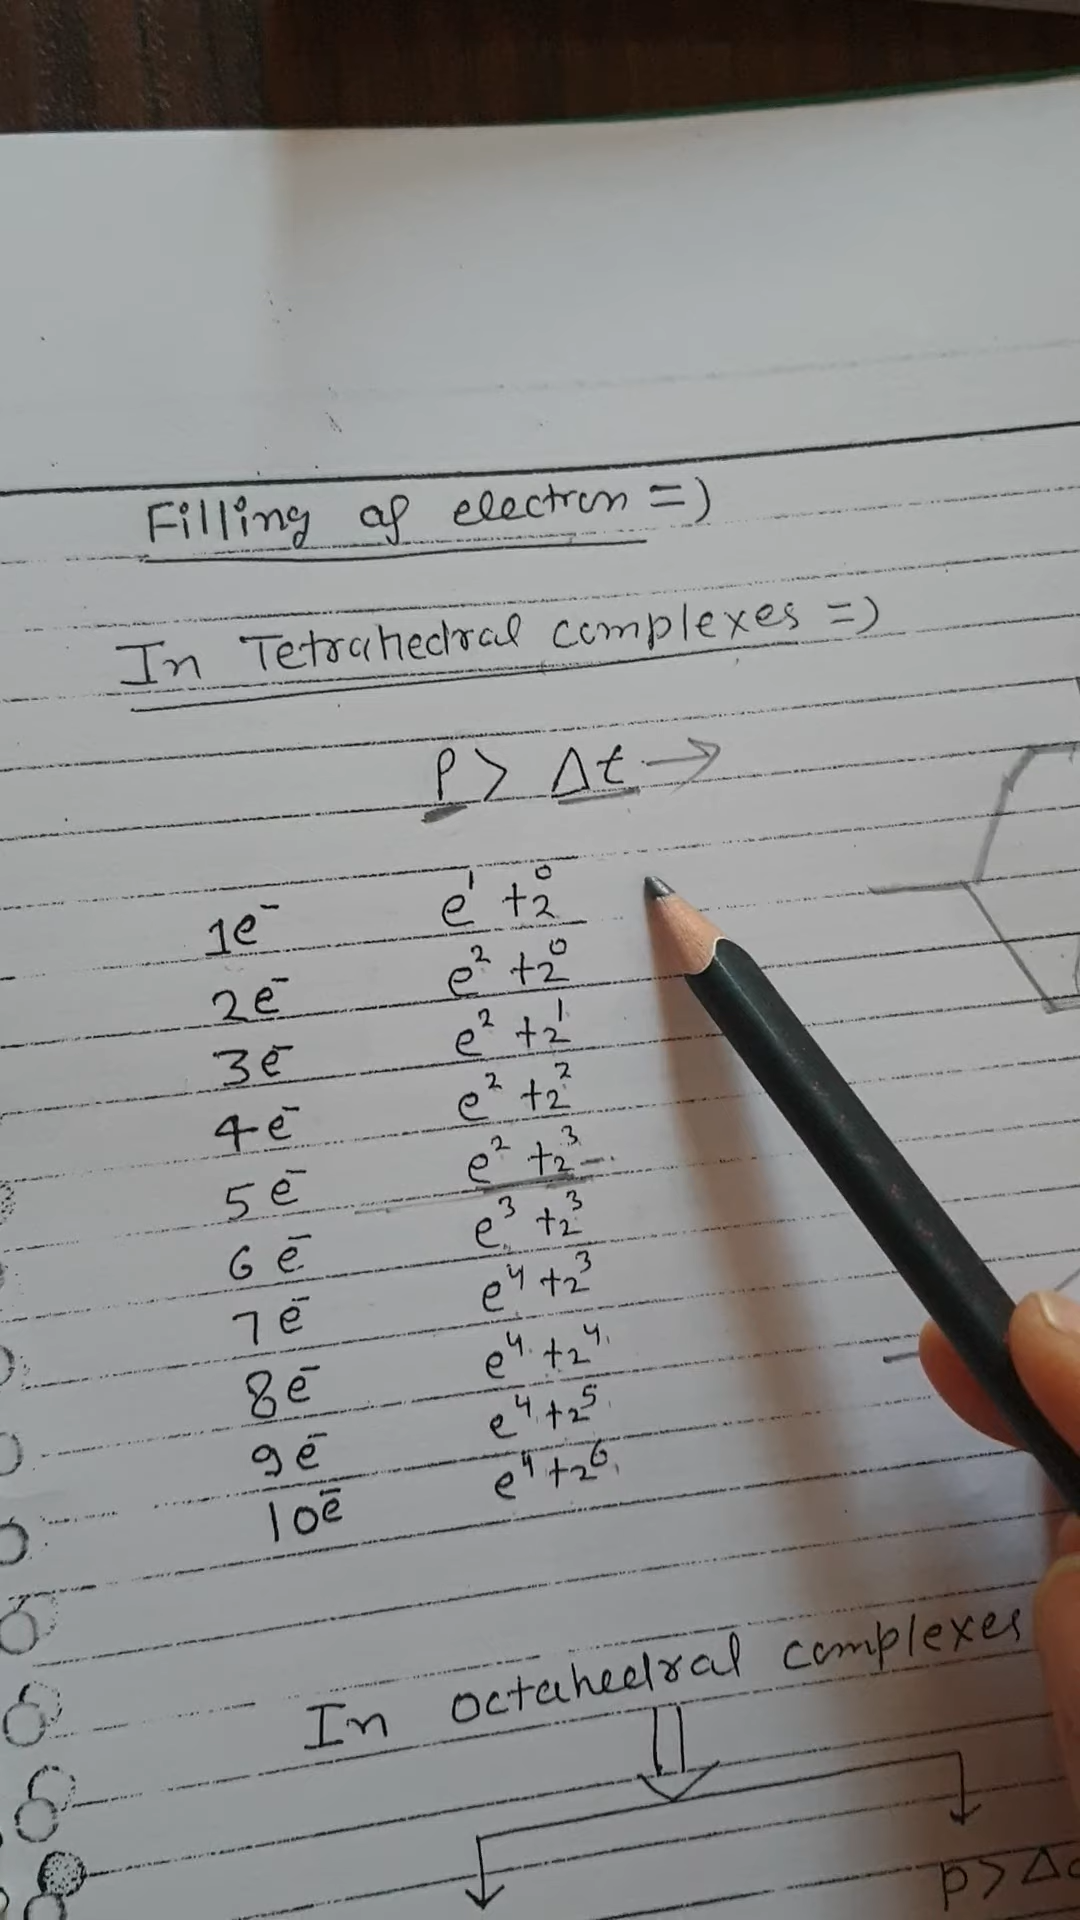 Filling of electron =)
In Tetrahedral complexes =)
P > Δt →
1e⁻ e¹ t₂⁰
2e⁻ e² t₂⁰
3e⁻ e² t₂¹
4e⁻ e² t₂²
5e⁻ e² t₂³
6e⁻ e³ t₂³
7e⁻ e⁴ t₂³
8e⁻ e⁴ t₂⁴
9e⁻ e⁴ t₂⁵
10e⁻ e⁴ t₂⁶
In octahedral complexes
p > Δ